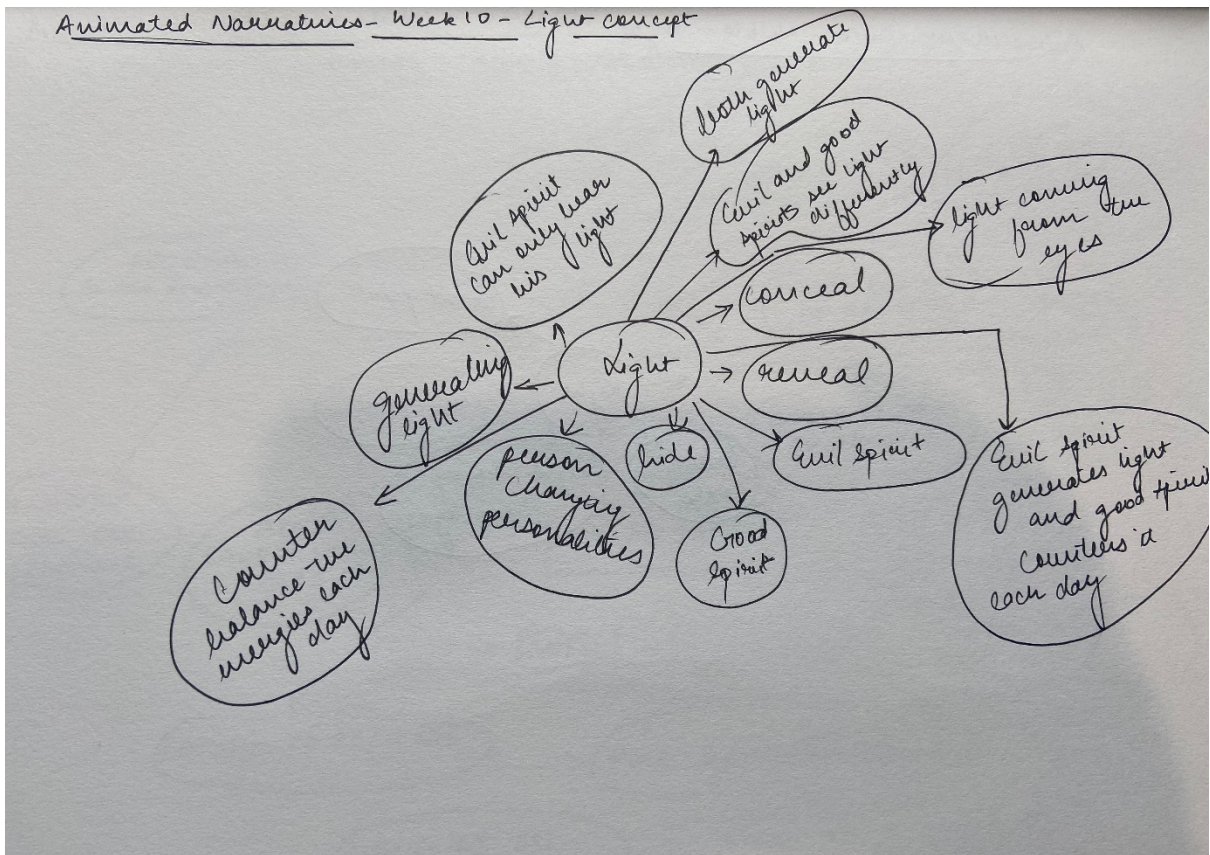 Animated Narratives - Week 10 - Light concept
both generate
light
Evil and good
spirits see light
differently
light coming
from the
eyes
Evil spirit
can only hear
his light
conceal
Light
reveal
generating
light
person
changing
personalities
hide
Evil spirit
Good
spirit
Evil spirit
generates light
and good spirit
counters it
each day
Counter
balance the
energies each
day